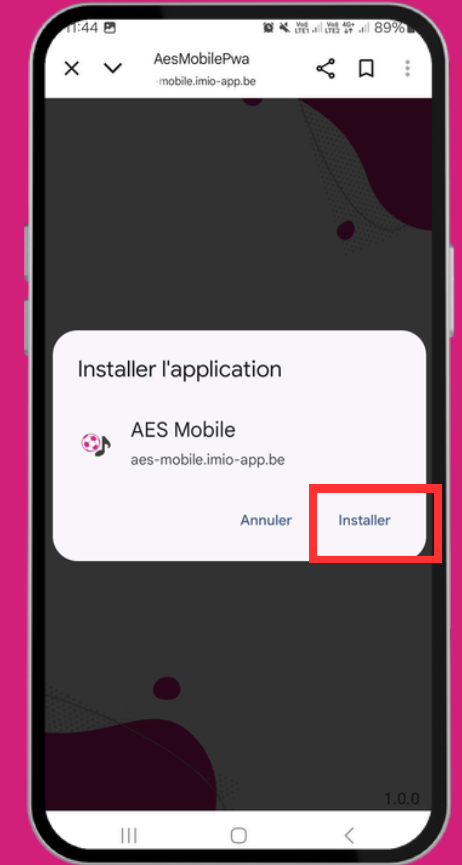 11:44
89%
AesMobilePwa
-mobile.imio-app.be
Installer l'application
AES Mobile
aes-mobile.imio-app.be
Annuler
Installer
1.0.0